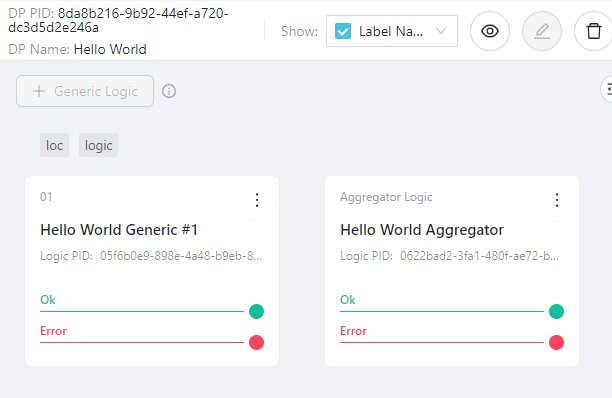 DP PID: 8da8b216-9b92-44ef-a720-
dc3d5d2e246a
DP Name: Hello World
Show: Label Na...
+ Generic Logic
loc logic
01
Hello World Generic #1
Logic PID: 05f6b0e9-898e-4a48-b9eb-8...
Ok
Error
Aggregator Logic
Hello World Aggregator
Logic PID: 0622bad2-3fa1-480f-ae72-b...
Ok
Error